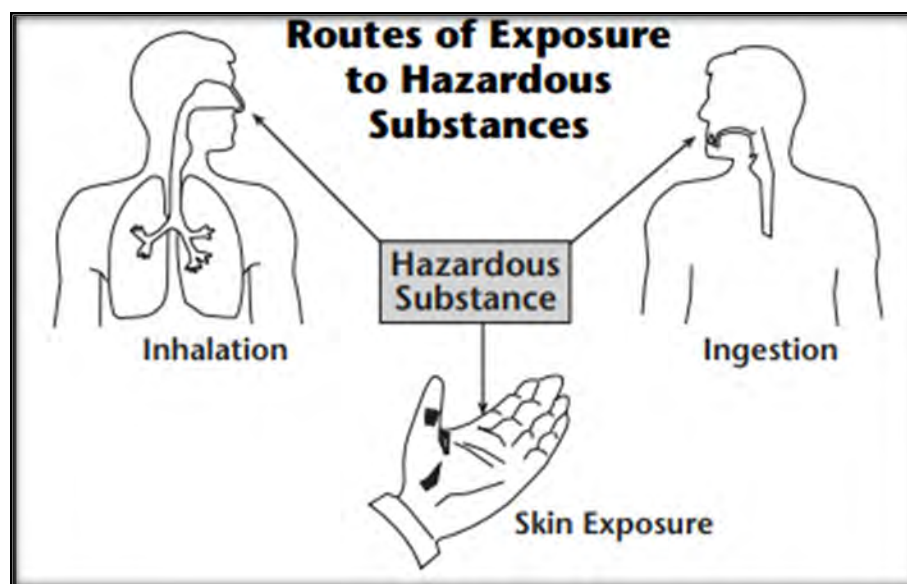 Routes of Exposure
to Hazardous
Substances
Hazardous
Substance
Inhalation
Ingestion
Skin Exposure